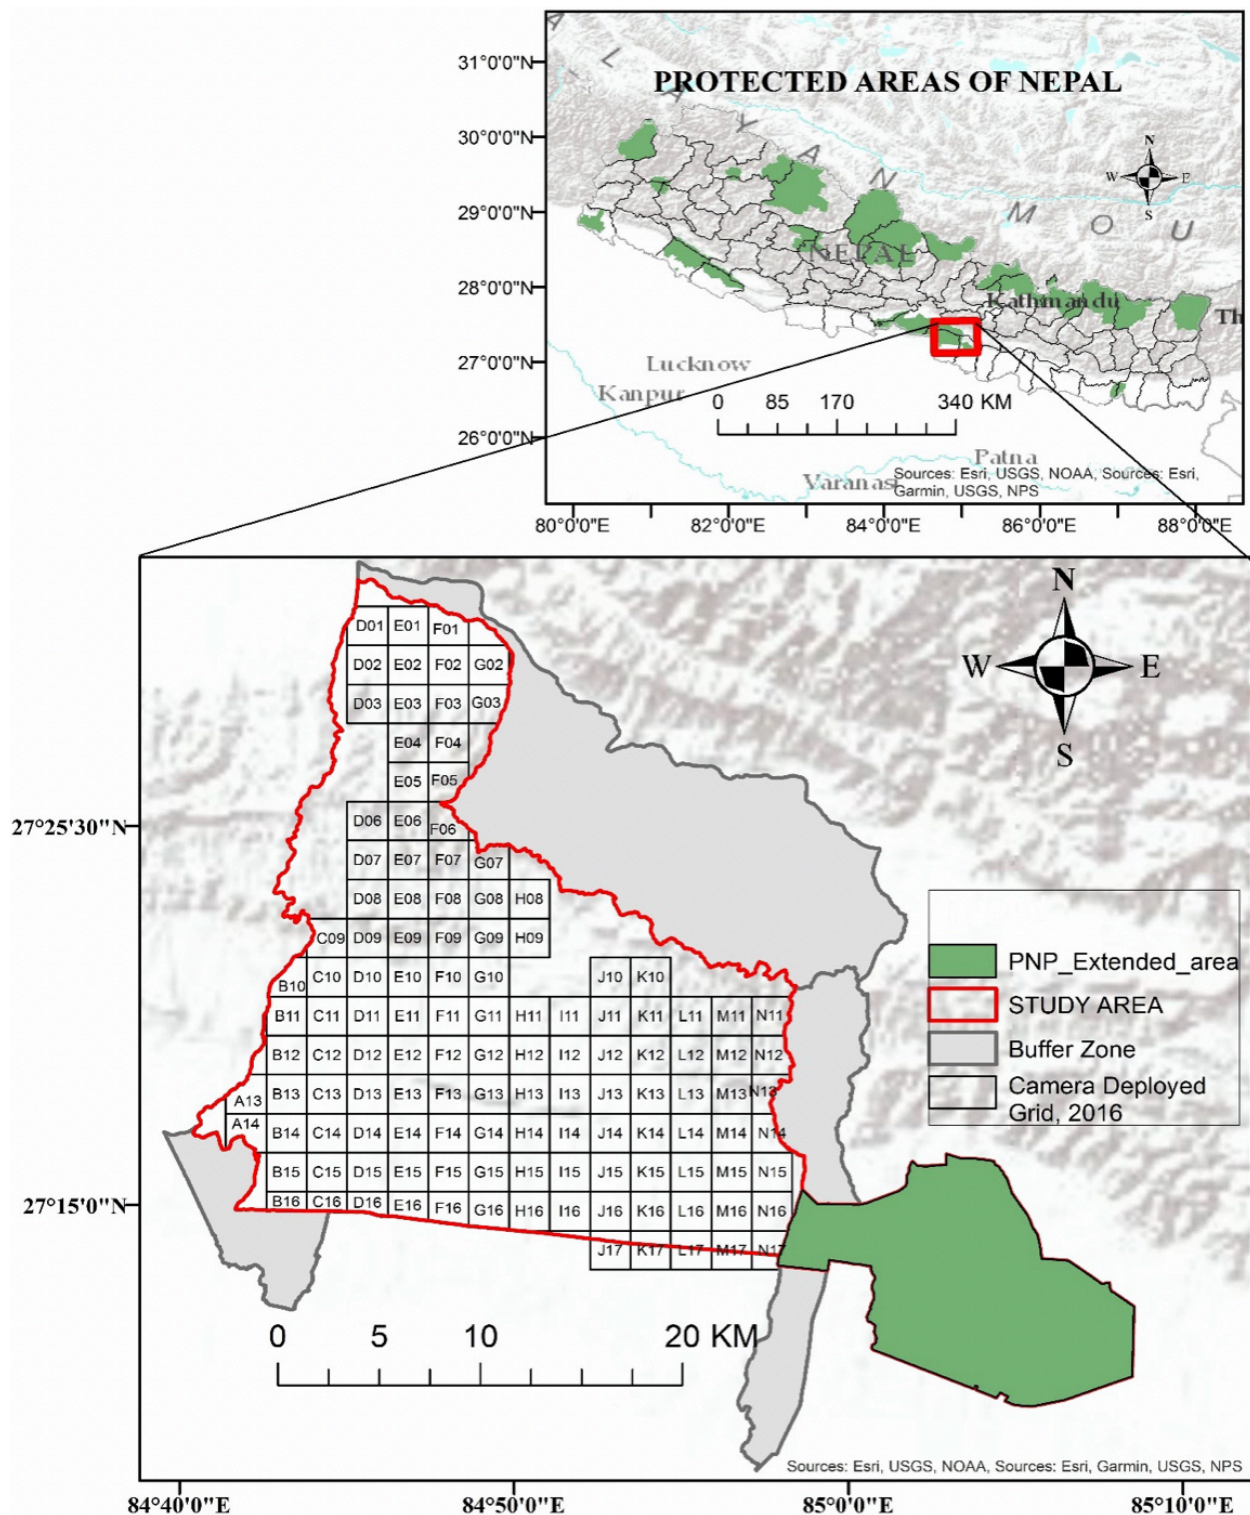 PROTECTED AREAS OF NEPAL
31°0'0"N
30°0'0"N
29°0'0"N
28°0'0"N
27°0'0"N
26°0'0"N
A L A Y A N M O U
N
W E
S
NEPAL
Kathmandu
Th
Lucknow
Kanpur
0 85 170 340 KM
Patna
Varanasi
Sources: Esri, USGS, NOAA, Sources: Esri,
Garmin, USGS, NPS
80°0'0"E 82°0'0"E 84°0'0"E 86°0'0"E 88°0'0"E
N
W E
S
D01 E01 F01
D02 E02 F02 G02
D03 E03 F03 G03
E04 F04
E05 F05
D06 E06 F06
D07 E07 F07 G07
D08 E08 F08 G08 H08
C09 D09 E09 F09 G09 H09
B10 C10 D10 E10 F10 G10 J10 K10
B11 C11 D11 E11 F11 G11 H11 I11 J11 K11 L11 M11 N11
B12 C12 D12 E12 F12 G12 H12 I12 J12 K12 L12 M12 N12
A13 B13 C13 D13 E13 F13 G13 H13 I13 J13 K13 L13 M13 N13
A14 B14 C14 D14 E14 F14 G14 H14 I14 J14 K14 L14 M14 N14
B15 C15 D15 E15 F15 G15 H15 I15 J15 K15 L15 M15 N15
B16 C16 D16 E16 F16 G16 H16 I16 J16 K16 L16 M16 N16
J17 K17 L17 M17 N17
27°25'30"N
27°15'0"N
PNP_Extended_area
STUDY AREA
Buffer Zone
Camera Deployed
Grid, 2016
0 5 10 20 KM
Sources: Esri, USGS, NOAA, Sources: Esri, Garmin, USGS, NPS
84°40'0"E 84°50'0"E 85°0'0"E 85°10'0"E